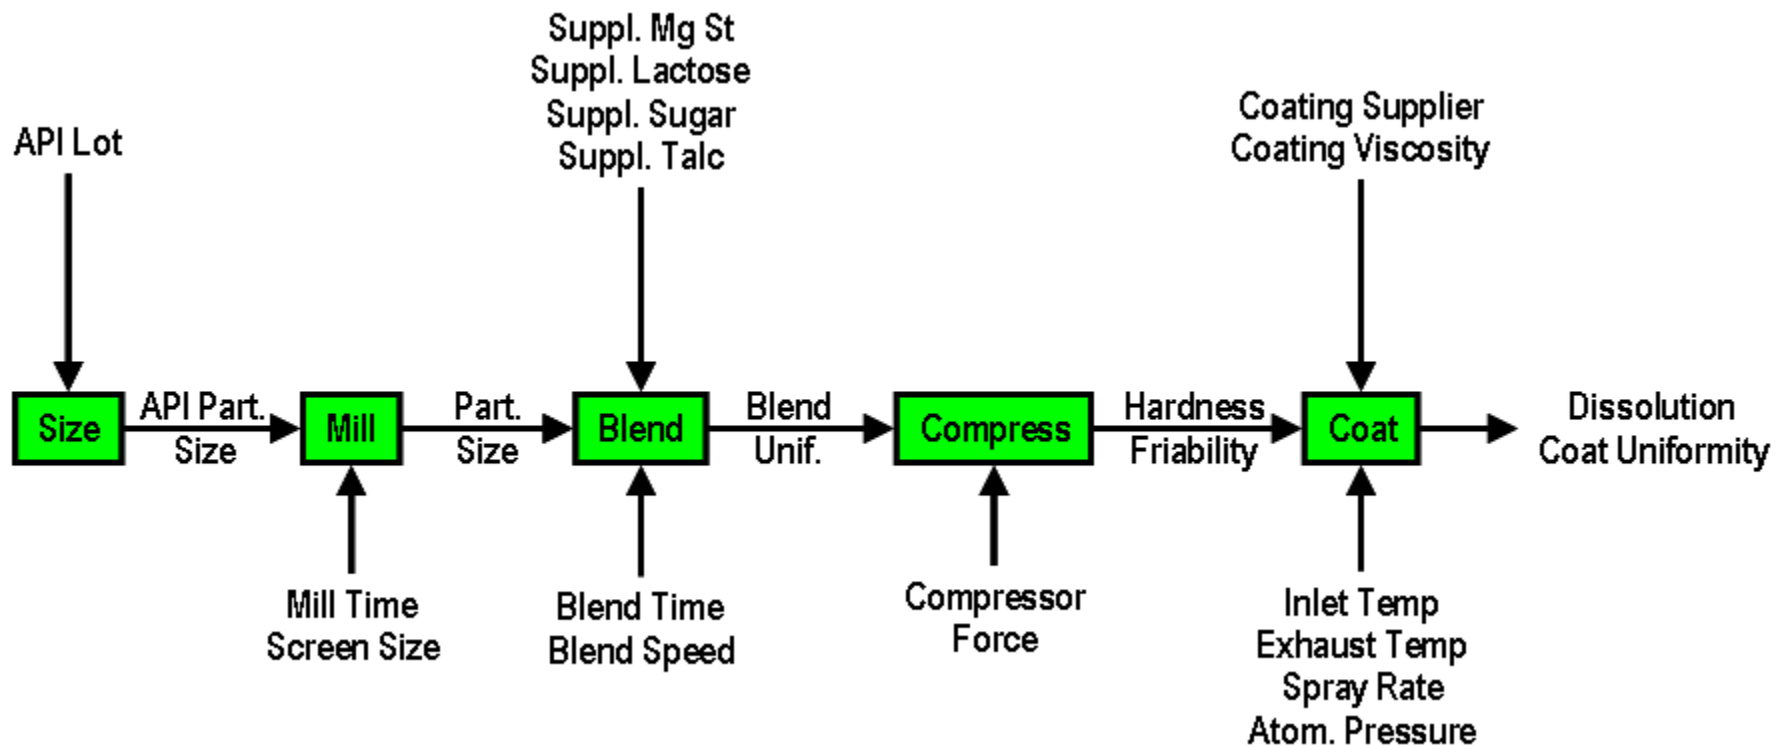 Suppl. Mg St
Suppl. Lactose
Suppl. Sugar
Suppl. Talc
API Lot
Coating Supplier
Coating Viscosity
Size
API Part.
Size
Mill
Part.
Size
Blend
Blend
Unif.
Compress
Hardness
Friability
Coat
Dissolution
Coat Uniformity
Mill Time
Screen Size
Blend Time
Blend Speed
Compressor
Force
Inlet Temp
Exhaust Temp
Spray Rate
Atom. Pressure